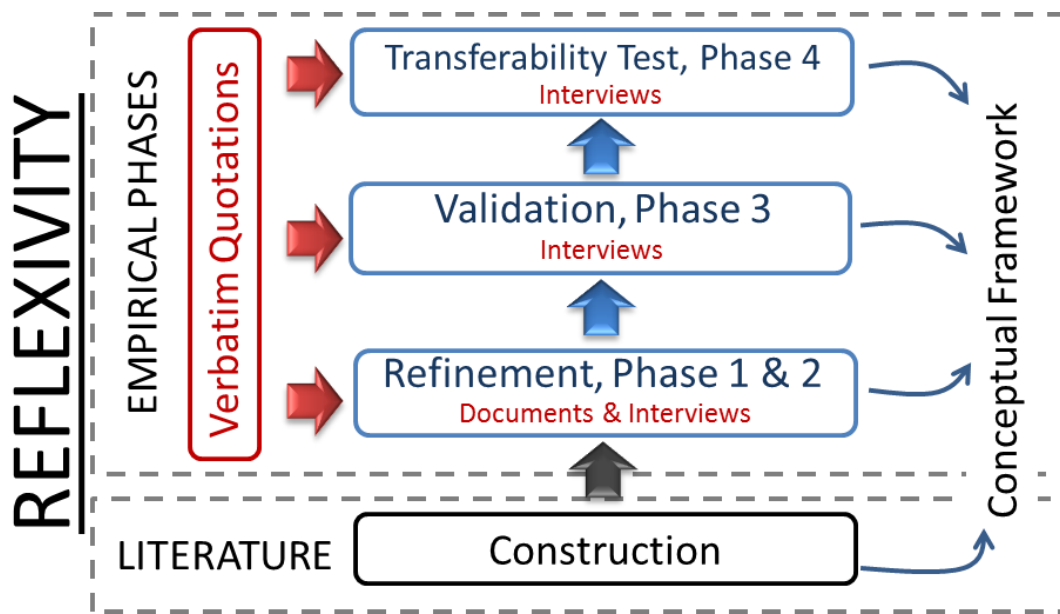 REFLEXIVITY
EMPIRICAL PHASES
Verbatim Quotations
Transferability Test, Phase 4
Interviews
Validation, Phase 3
Interviews
Refinement, Phase 1 & 2
Documents & Interviews
Conceptual Framework
LITERATURE
Construction